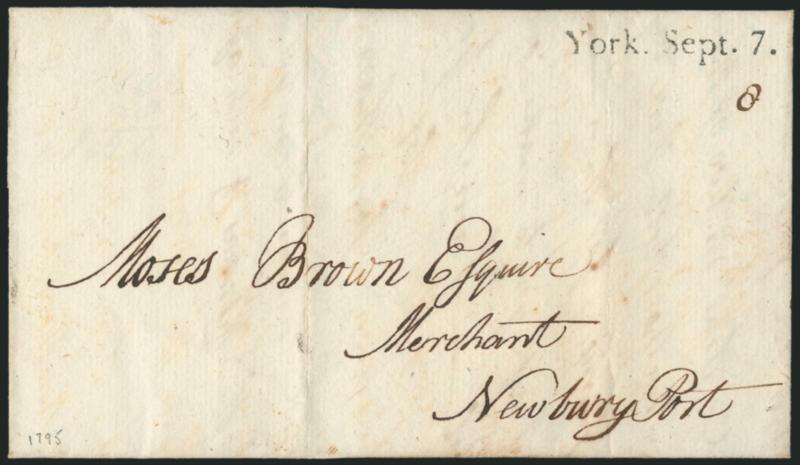 York. Sept. 7.
8
Moses Brown Esquire
Merchant
Newbury Port
1795